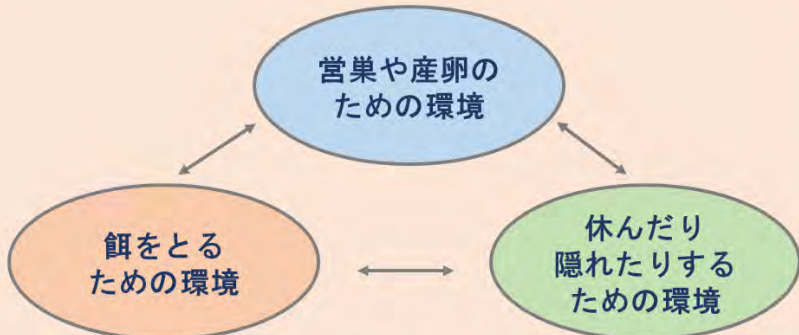 営巣や産卵の
ための環境
餌をとる
ための環境
休んだり
隠れたりする
ための環境